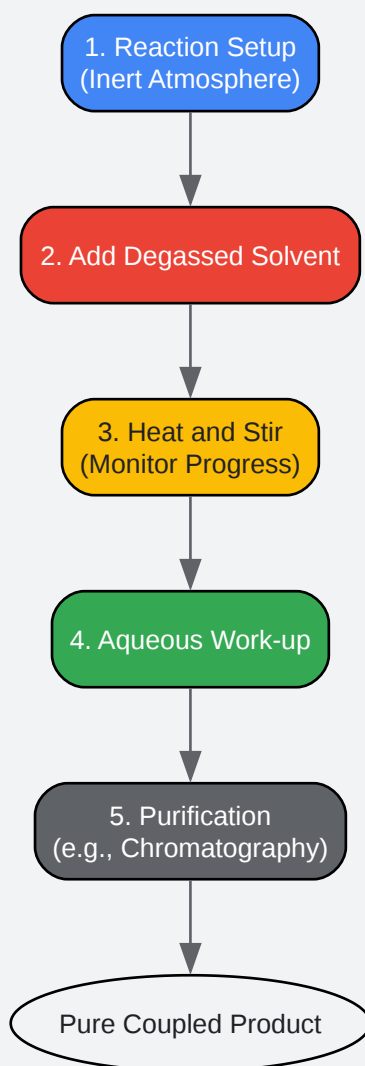 1. Reaction Setup
(Inert Atmosphere)
2. Add Degassed Solvent
3. Heat and Stir
(Monitor Progress)
4. Aqueous Work-up
5. Purification
(e.g., Chromatography)
Pure Coupled Product